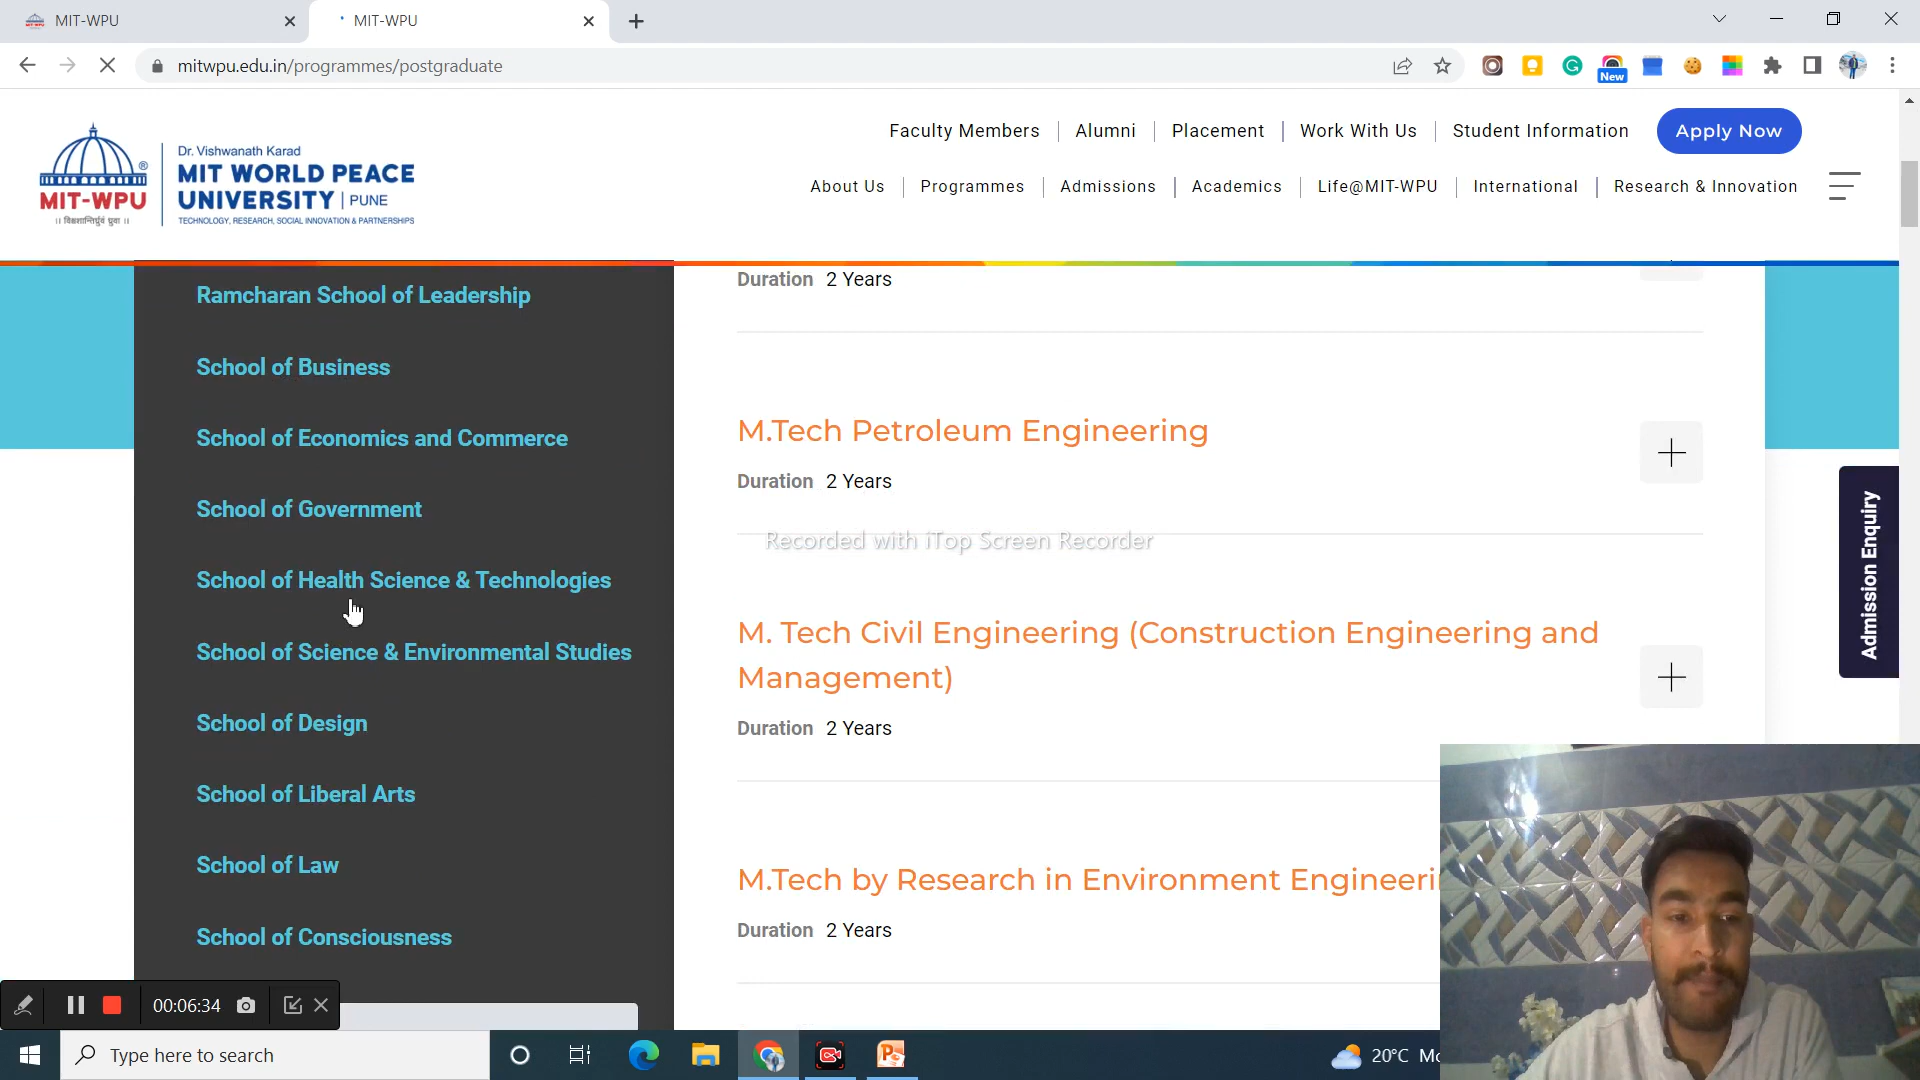 MIT-WPU
MIT-WPU
mitwpu.edu.in/programmes/postgraduate
New
Faculty Members
Alumni
Placement
Work With Us
Student Information
Apply Now
Dr. Vishwanath Karad
MIT WORLD PEACE
UNIVERSITY | PUNE
TECHNOLOGY, RESEARCH, SOCIAL INNOVATION & PARTNERSHIPS
MIT-WPU
®
About Us
Programmes
Admissions
Academics
Life@MIT-WPU
International
Research & Innovation
Ramcharan School of Leadership
School of Business
School of Economics and Commerce
School of Government
School of Health Science & Technologies
School of Science & Environmental Studies
School of Design
School of Liberal Arts
School of Law
School of Consciousness
Duration 2 Years
M.Tech Petroleum Engineering
Duration 2 Years
Recorded with iTop Screen Recorder
M. Tech Civil Engineering (Construction Engineering and
Management)
Duration 2 Years
M.Tech by Research in Environment Engineeri
Duration 2 Years
Admission Enquiry
00:06:34
Type here to search
20°C Mo